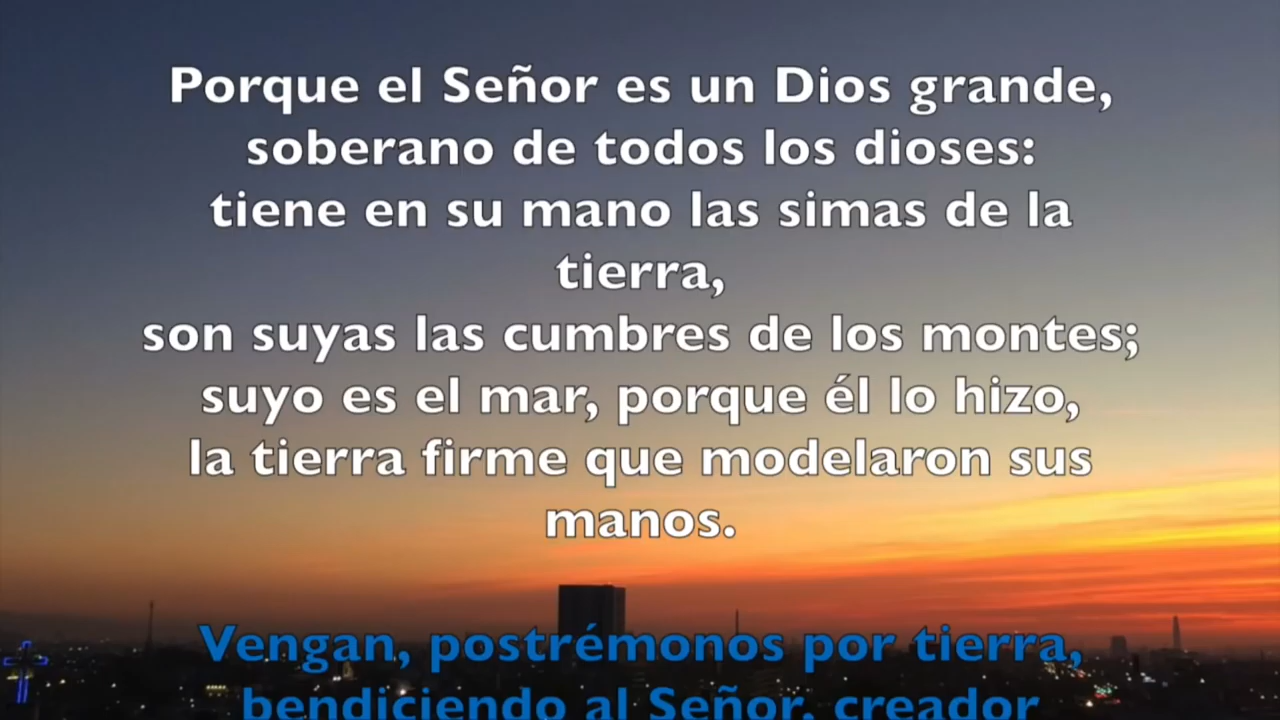 Porque el Señor es un Dios grande,
soberano de todos los dioses:
tiene en su mano las simas de la
tierra,
son suyas las cumbres de los montes;
suyo es el mar, porque él lo hizo,
la tierra firme que modelaron sus
manos.
Vengan, postrémonos por tierra,
bendiciendo al Señor, creador